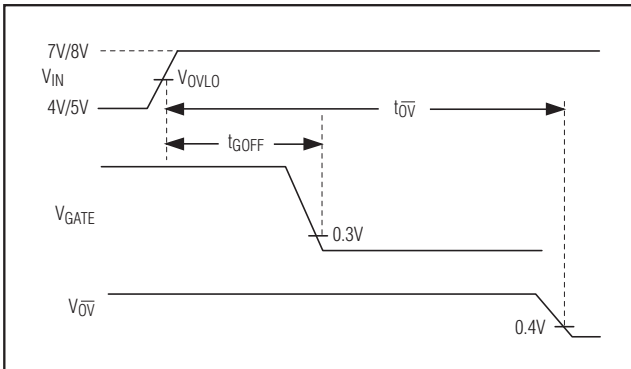 7V/8V
VIN
VOVLO
4V/5V
tOV̅
tGOFF
VGATE
0.3V
VOV̅
0.4V